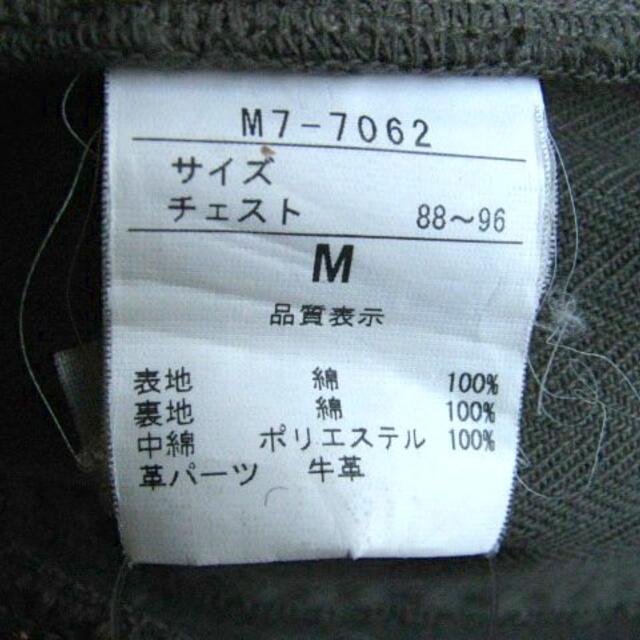 M7-7062
サイズ
チェスト 88～96
M
品質表示
表地 綿 100%
裏地 綿 100%
中綿 ポリエステル 100%
革パーツ 牛革